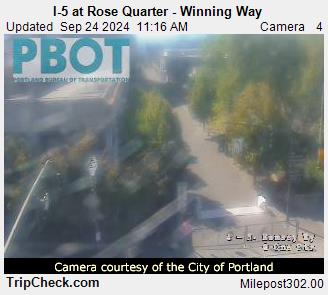 I-5 at Rose Quarter - Winning Way
Updated Sep 24 2024 11:16 AM Camera 4
PBOT
PORTLAND BUREAU OF TRANSPORTATION
Camera courtesy of the City of Portland
TripCheck.com Milepost302.00